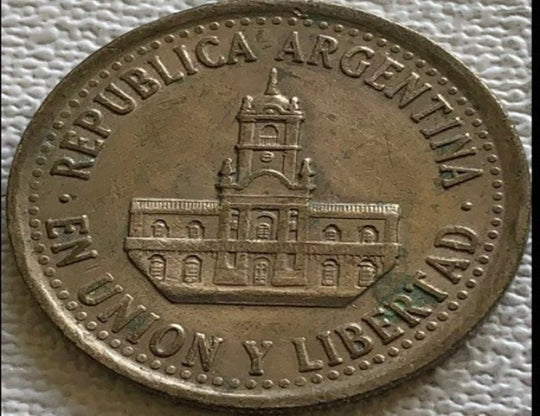 · REPUBLICA ARGENTINA ·
EN UNION Y LIBERTAD